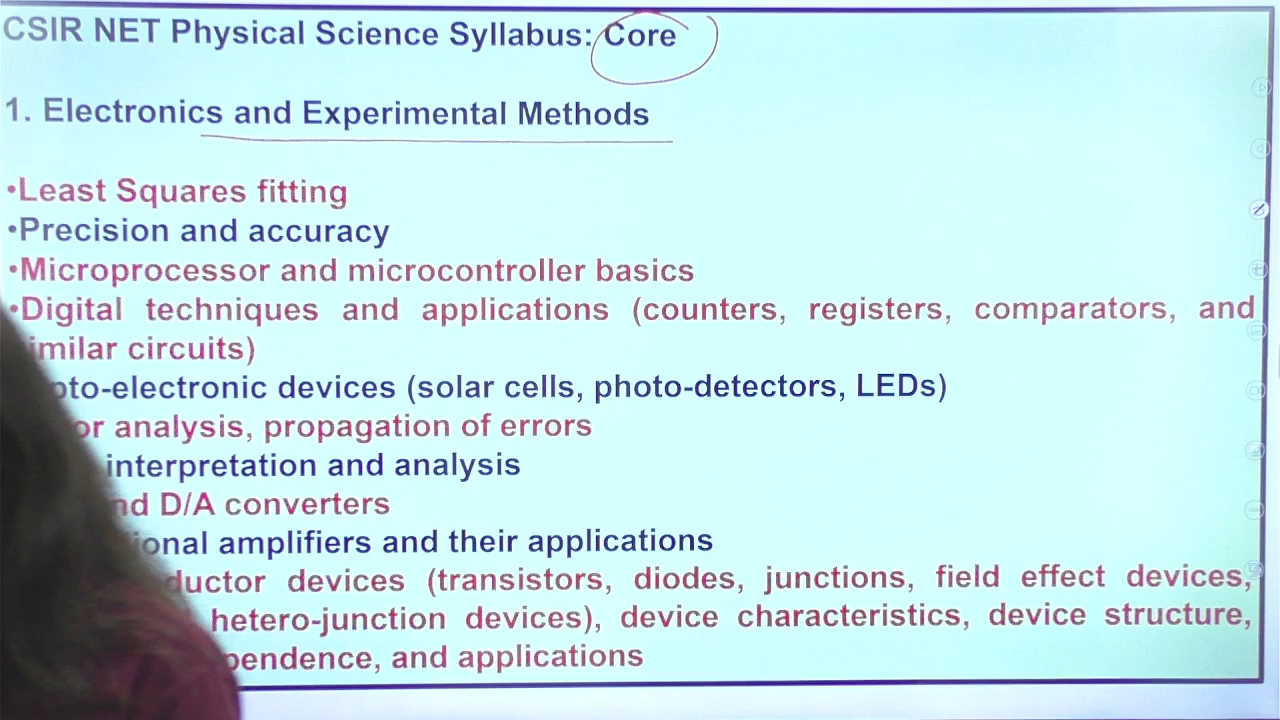 CSIR NET Physical Science Syllabus: Core
1. Electronics and Experimental Methods
•Least Squares fitting
•Precision and accuracy
•Microprocessor and microcontroller basics
•Digital techniques and applications (counters, registers, comparators, and
imilar circuits)
pto-electronic devices (solar cells, photo-detectors, LEDs)
or analysis, propagation of errors
interpretation and analysis
nd D/A converters
ional amplifiers and their applications
ductor devices (transistors, diodes, junctions, field effect devices,
hetero-junction devices), device characteristics, device structure,
pendence, and applications